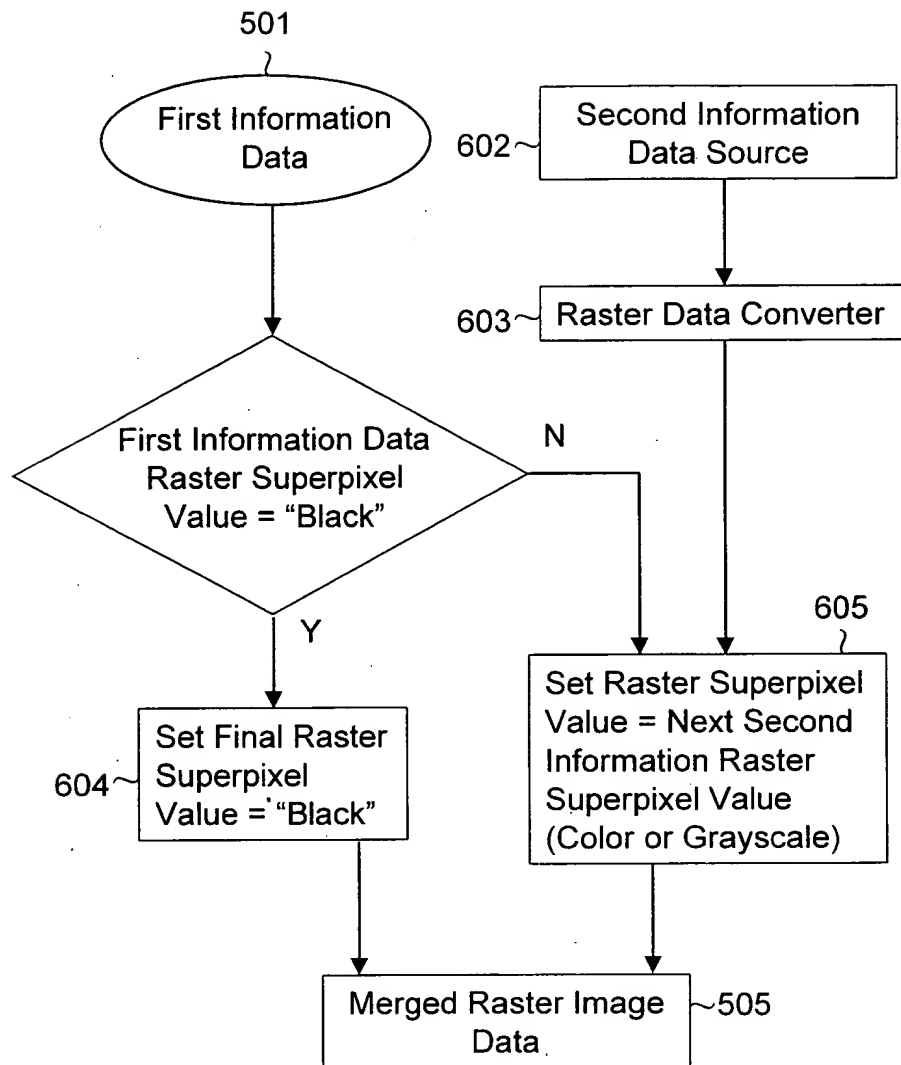 501
First Information
Data
602
Second Information
Data Source
603
Raster Data Converter
First Information Data
Raster Superpixel
Value = “Black”
N
Y
604
Set Final Raster
Superpixel
Value = “Black”
605
Set Raster Superpixel
Value = Next Second
Information Raster
Superpixel Value
(Color or Grayscale)
Merged Raster Image
Data
505